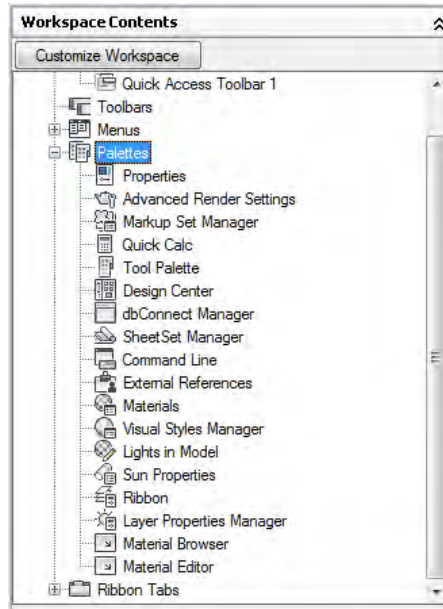 Workspace Contents
Customize Workspace
Quick Access Toolbar 1
Toolbars
Menus
Palettes
Properties
Advanced Render Settings
Markup Set Manager
Quick Calc
Tool Palette
Design Center
dbConnect Manager
SheetSet Manager
Command Line
External References
Materials
Visual Styles Manager
Lights in Model
Sun Properties
Ribbon
Layer Properties Manager
Material Browser
Material Editor
Ribbon Tabs